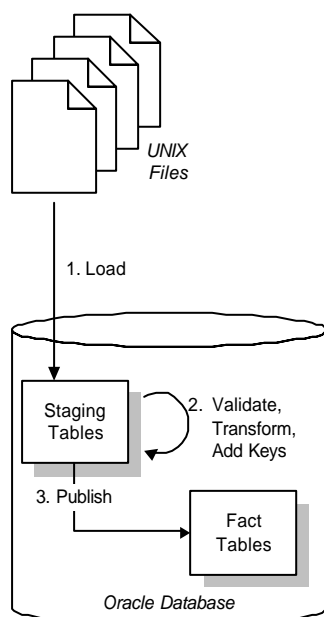 UNIX
Files
1. Load
Staging
Tables
2. Validate,
Transform,
Add Keys
3. Publish
Fact
Tables
Oracle Database